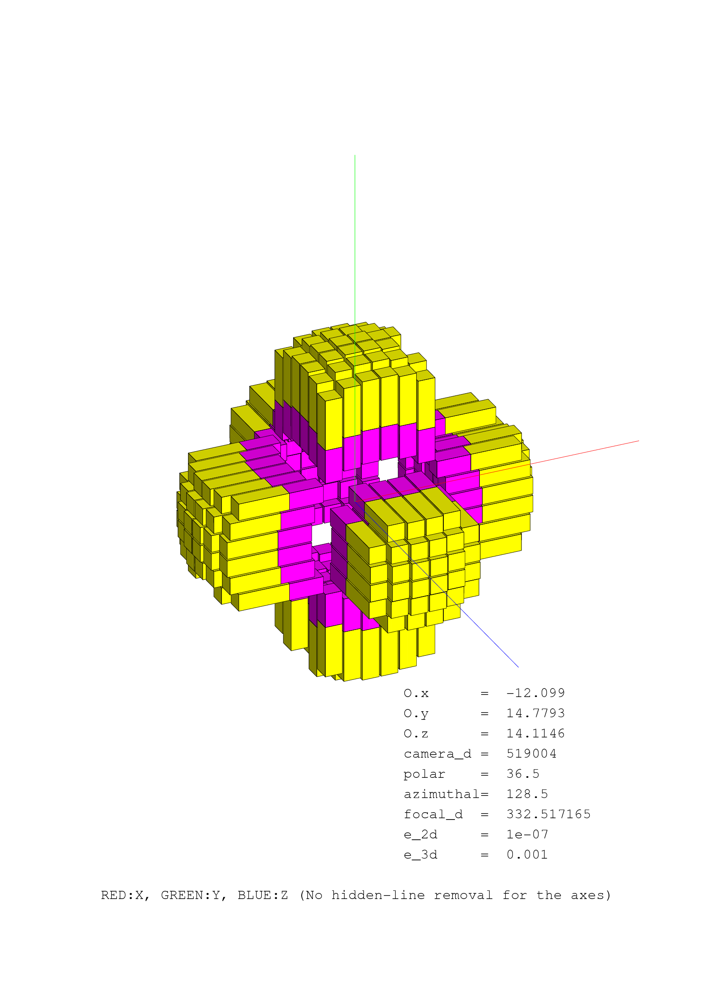 O.x      =  -12.099
O.y      =  14.7793
O.z      =  14.1146
camera_d =  519004
polar    =  36.5
azimuthal=  128.5
focal_d  =  332.517165
e_2d     =  1e-07
e_3d     =  0.001
RED:X, GREEN:Y, BLUE:Z (No hidden-line removal for the axes)